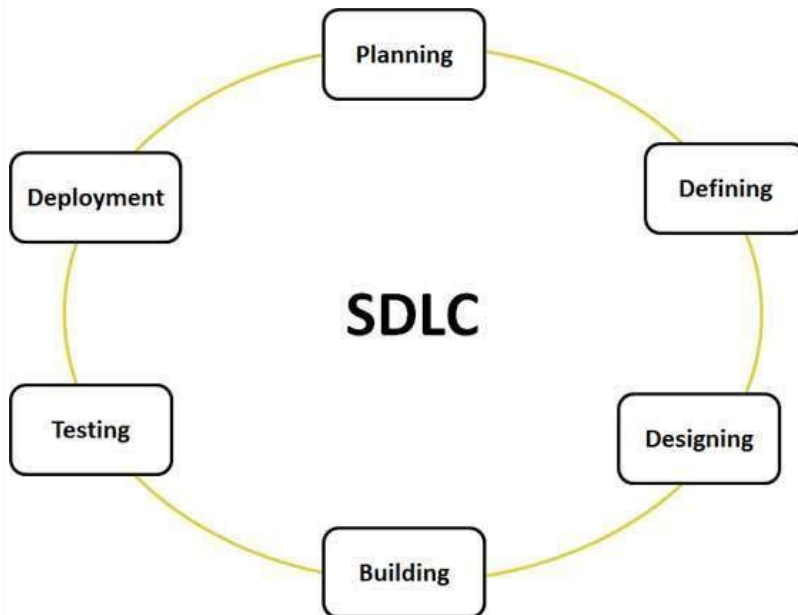 Planning
Defining
Designing
Building
Testing
Deployment
SDLC